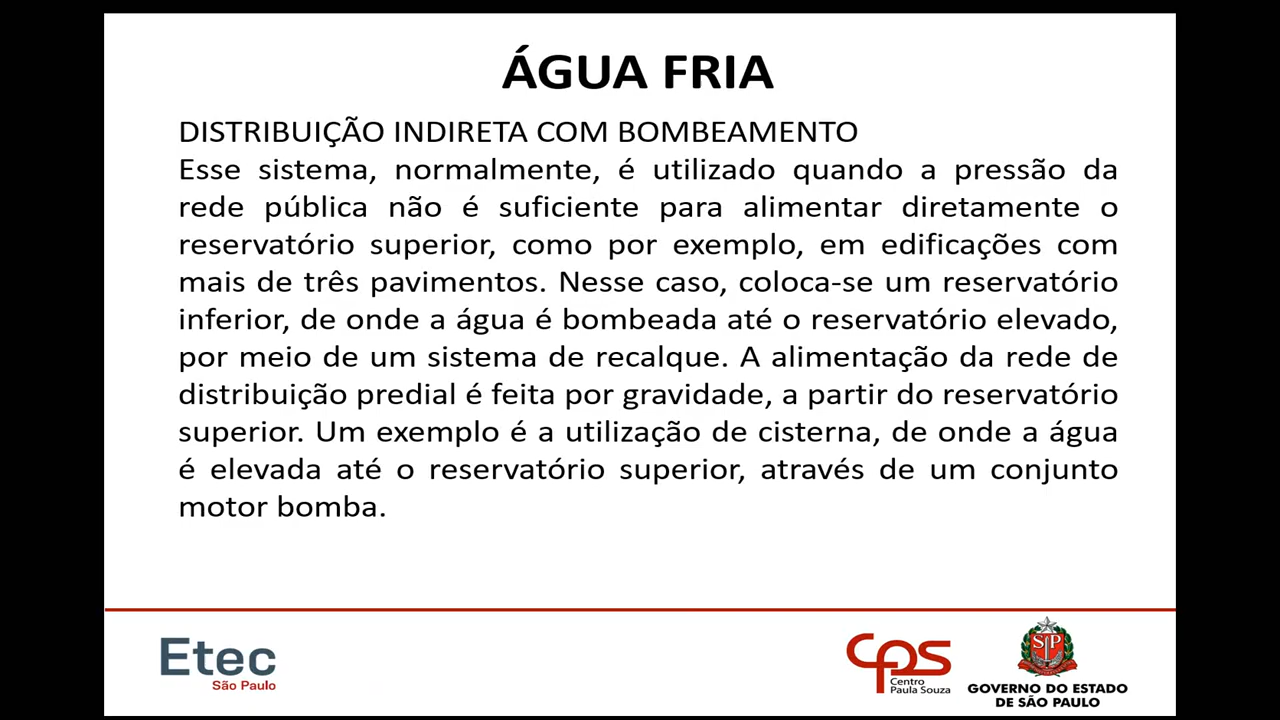 ÁGUA FRIA
DISTRIBUIÇÃO INDIRETA COM BOMBEAMENTO
Esse sistema, normalmente, é utilizado quando a pressão da
rede pública não é suficiente para alimentar diretamente o
reservatório superior, como por exemplo, em edificações com
mais de três pavimentos. Nesse caso, coloca-se um reservatório
inferior, de onde a água é bombeada até o reservatório elevado,
por meio de um sistema de recalque. A alimentação da rede de
distribuição predial é feita por gravidade, a partir do reservatório
superior. Um exemplo é a utilização de cisterna, de onde a água
é elevada até o reservatório superior, através de um conjunto
motor bomba.
Etec
São Paulo
cps
Centro
Paula Souza
SP
GOVERNO DO ESTADO
DE SÃO PAULO